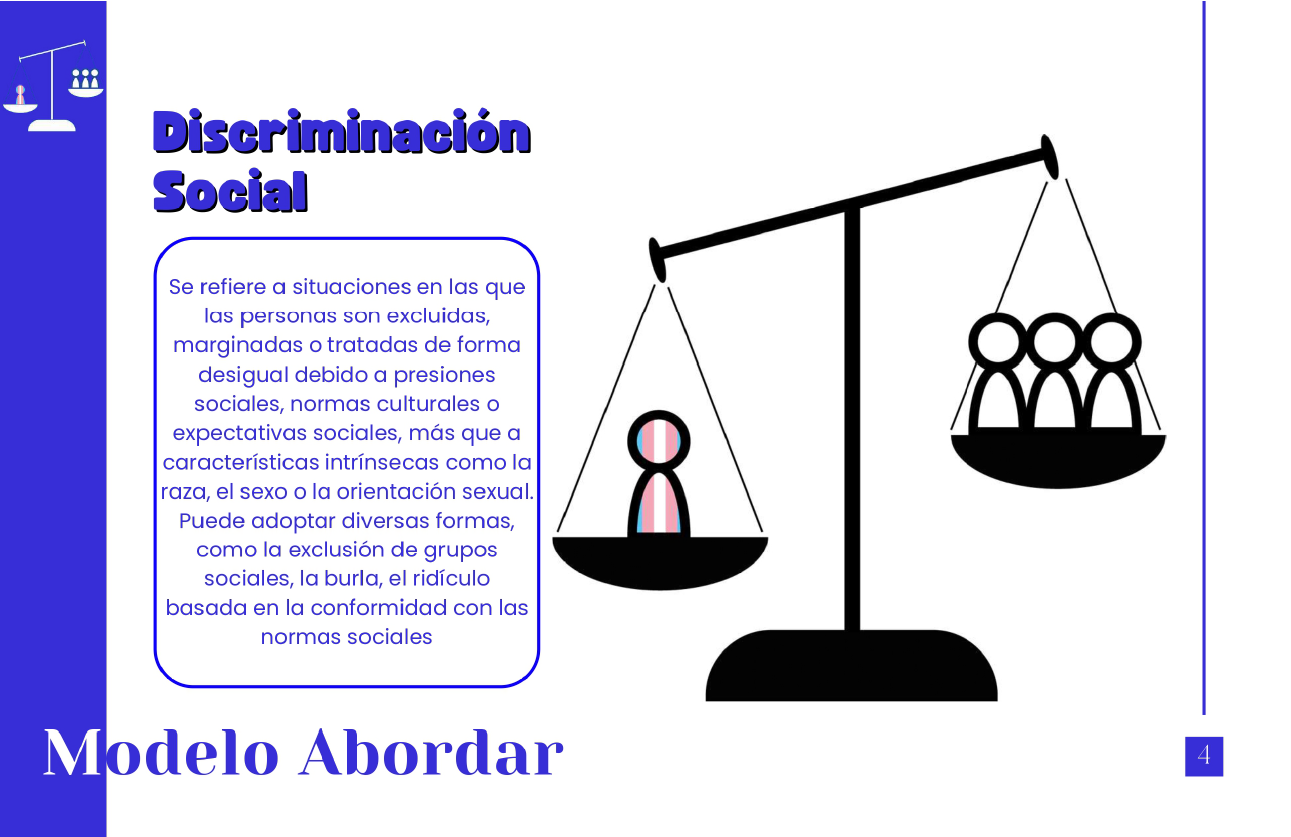 Discriminación
Social
Se refiere a situaciones en las que
las personas son excluidas,
marginadas o tratadas de forma
desigual debido a presiones
sociales, normas culturales o
expectativas sociales, más que a
características intrínsecas como la
raza, el sexo o la orientación sexual.
Puede adoptar diversas formas,
como la exclusión de grupos
sociales, la burla, el ridículo
basada en la conformidad con las
normas sociales
Modelo Abordar
4